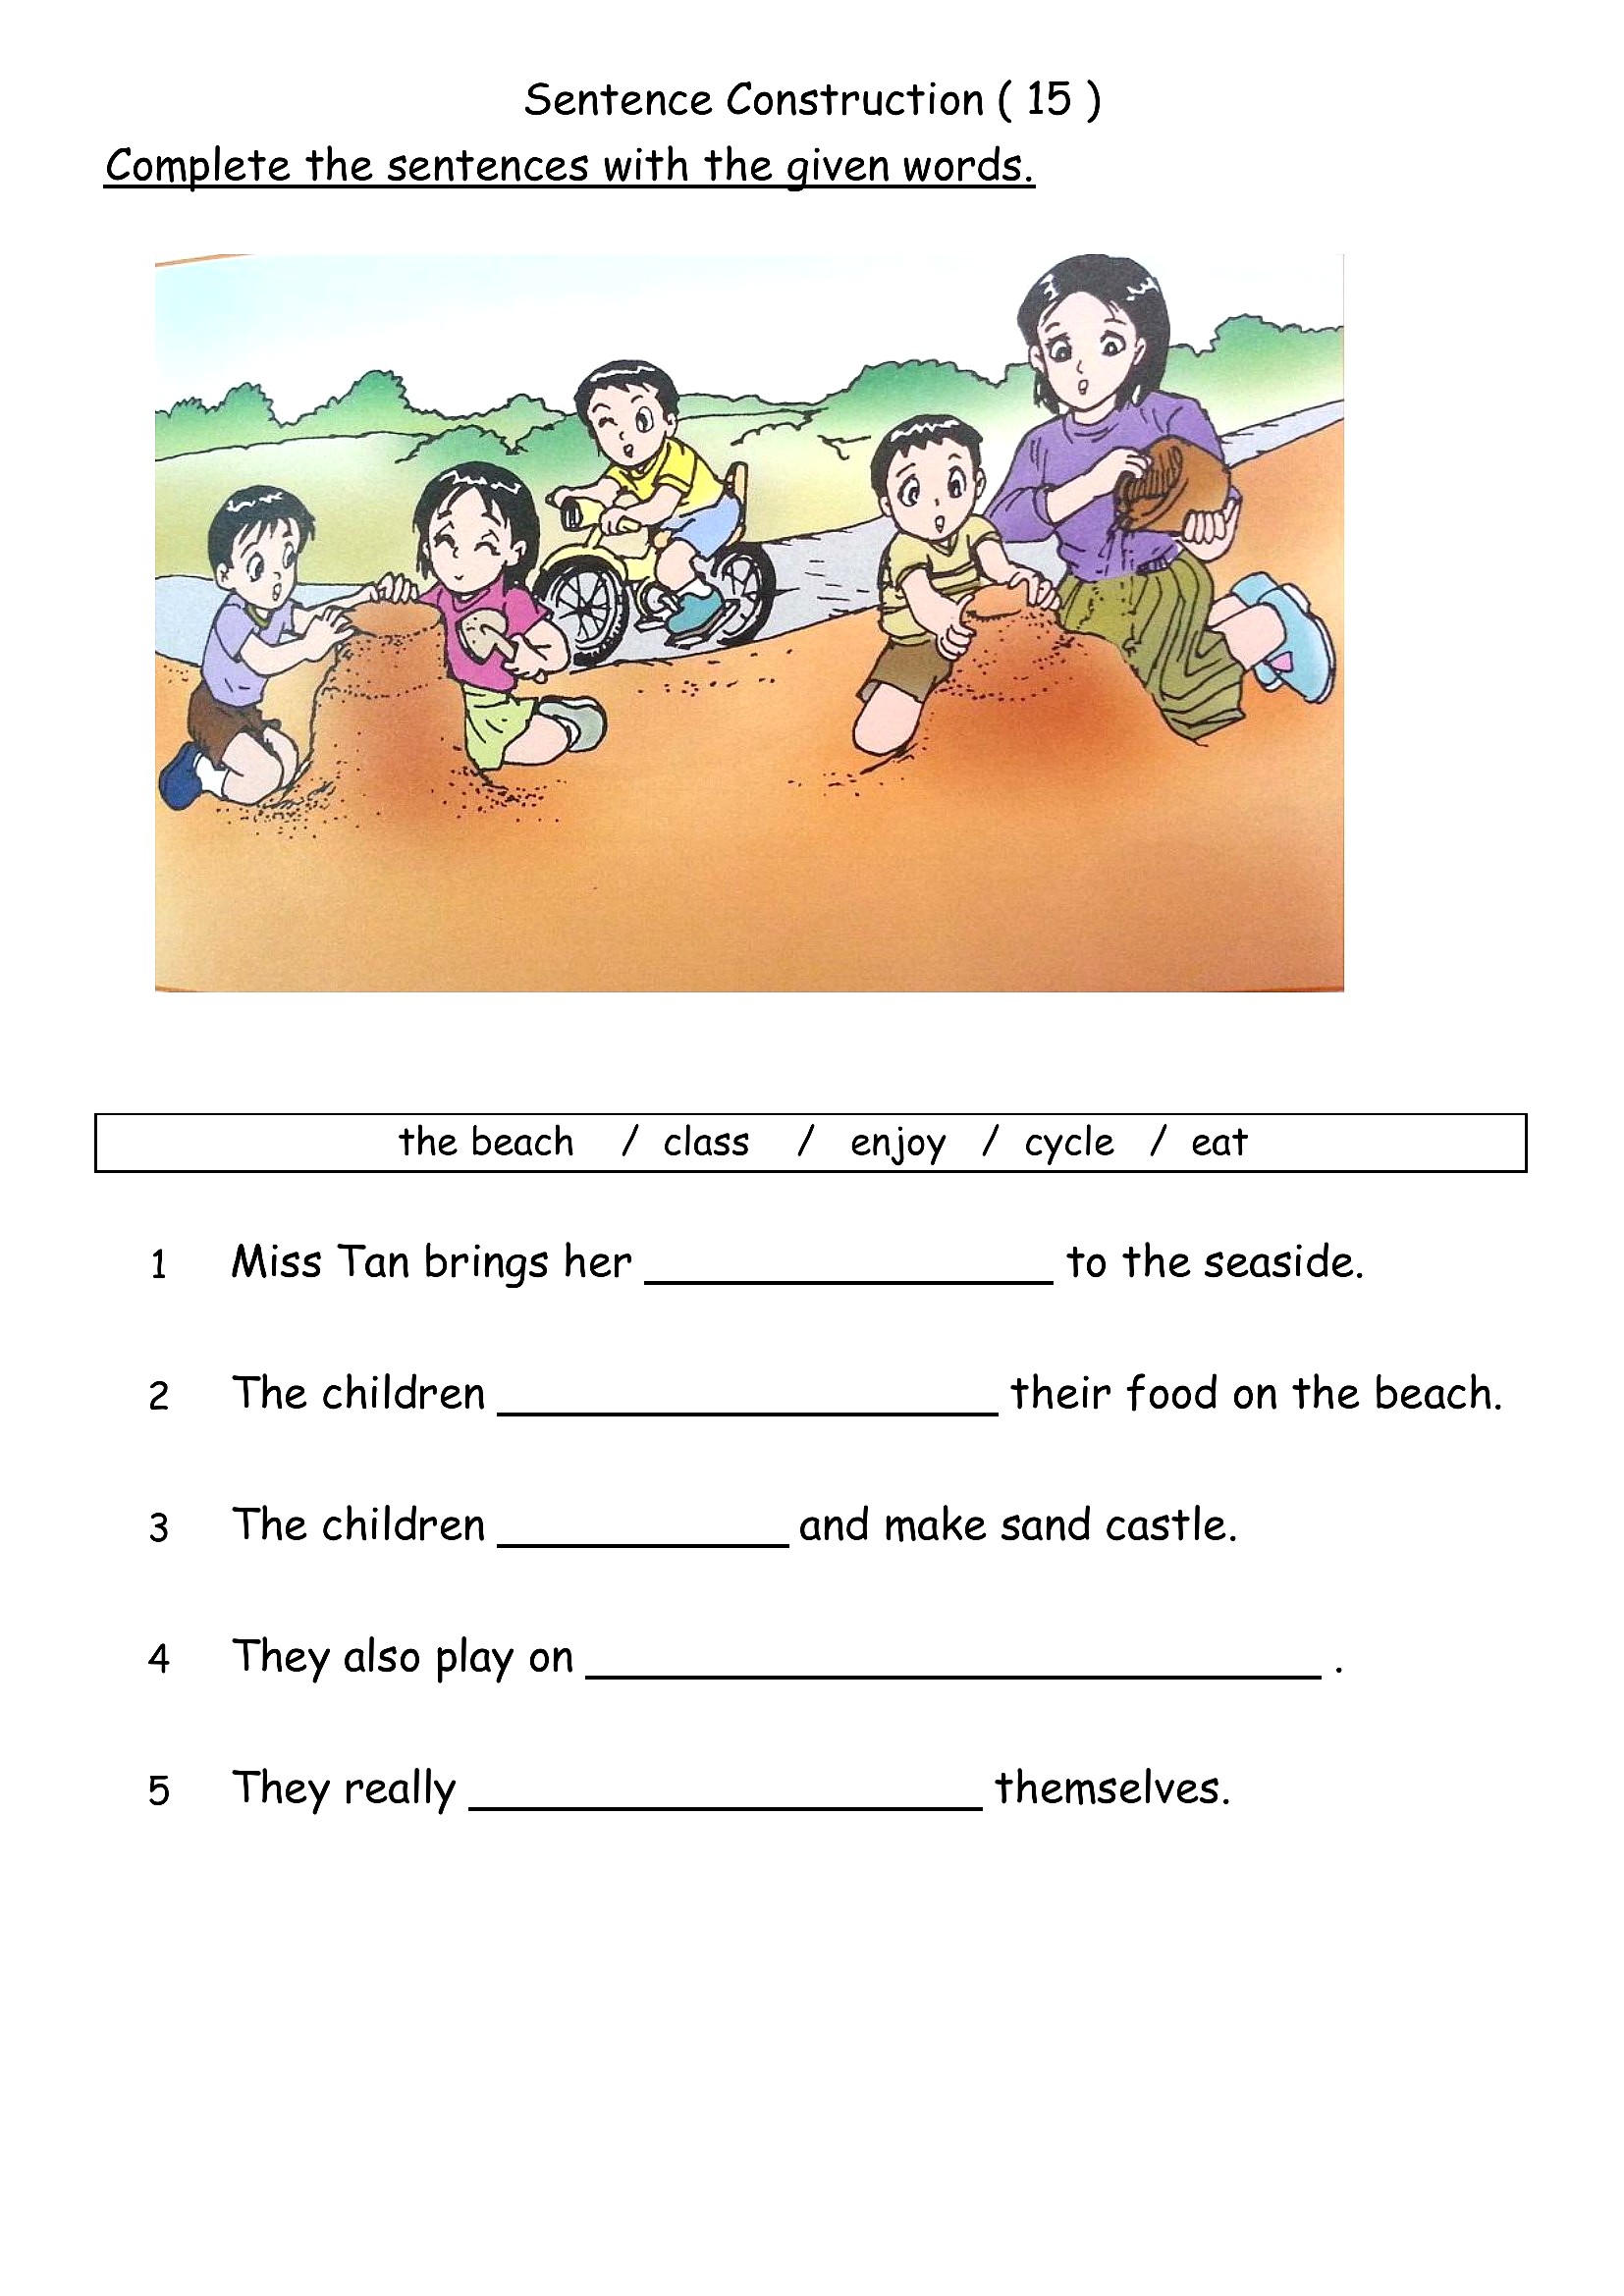 Sentence Construction ( 15 )
Complete the sentences with the given words.
the beach / class / enjoy / cycle / eat
1 Miss Tan brings her ________________ to the seaside.
2 The children ____________________ their food on the beach.
3 The children ____________ and make sand castle.
4 They also play on ______________________________ .
5 They really _____________________ themselves.